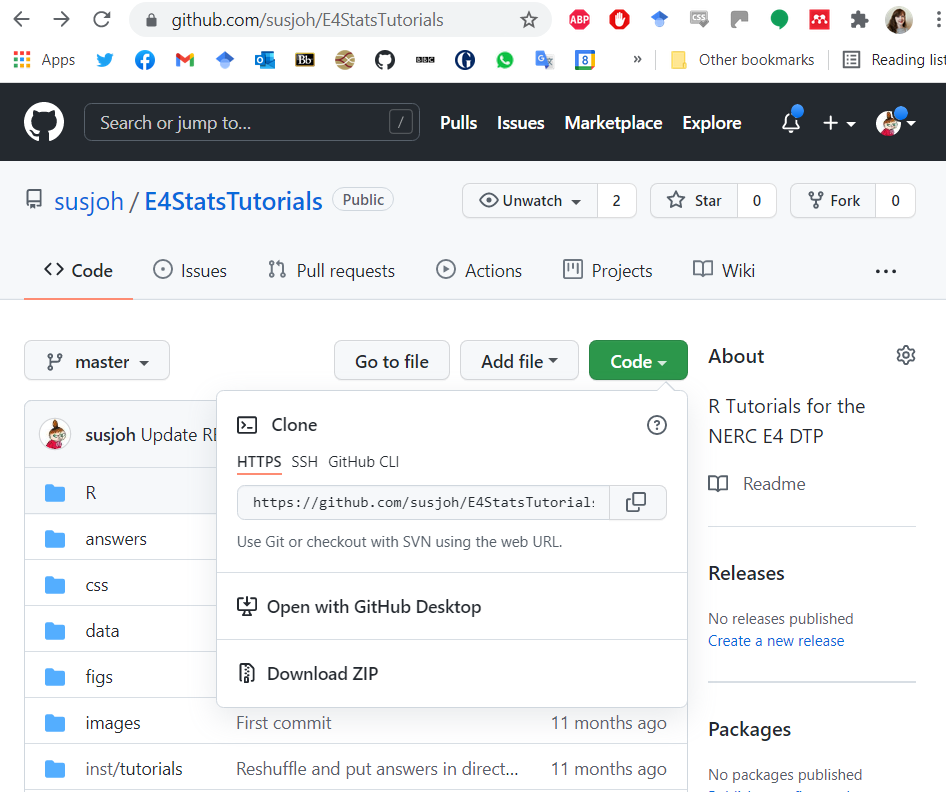 github.com/susjoh/E4StatsTutorials
ABP
CSS
Apps
Bb
BBC
8
»
Other bookmarks
Reading list
Search or jump to...
/
Pulls
Issues
Marketplace
Explore
susjoh / E4StatsTutorials
Public
Unwatch
2
Star
0
Fork
0
Code
Issues
Pull requests
Actions
Projects
Wiki
master
Go to file
Add file
Code
susjoh Update
R
answers
css
data
figs
images
First commit
11 months ago
inst/tutorials
Reshuffle and put answers in direct...
11 months ago
Clone
HTTPS
SSH
GitHub CLI
https://github.com/susjoh/E4StatsTutorials
Use Git or checkout with SVN using the web URL.
Open with GitHub Desktop
Download ZIP
About
R Tutorials for the
NERC E4 DTP
Readme
Releases
No releases published
Create a new release
Packages
No packages published